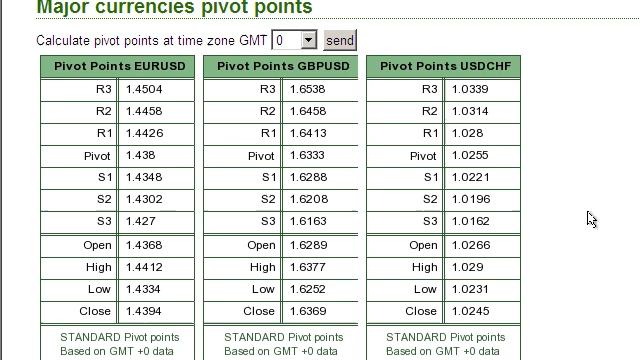 Major currencies pivot points
Calculate pivot points at time zone GMT 0 send
Pivot Points EURUSD
R3 1.4504
R2 1.4458
R1 1.4426
Pivot 1.438
S1 1.4348
S2 1.4302
S3 1.427
Open 1.4368
High 1.4412
Low 1.4334
Close 1.4394
STANDARD Pivot points
Based on GMT +0 data
Pivot Points GBPUSD
R3 1.6538
R2 1.6458
R1 1.6413
Pivot 1.6333
S1 1.6288
S2 1.6208
S3 1.6163
Open 1.6289
High 1.6377
Low 1.6252
Close 1.6369
STANDARD Pivot points
Based on GMT +0 data
Pivot Points USDCHF
R3 1.0339
R2 1.0314
R1 1.028
Pivot 1.0255
S1 1.0221
S2 1.0196
S3 1.0162
Open 1.0266
High 1.029
Low 1.0231
Close 1.0245
STANDARD Pivot points
Based on GMT +0 data